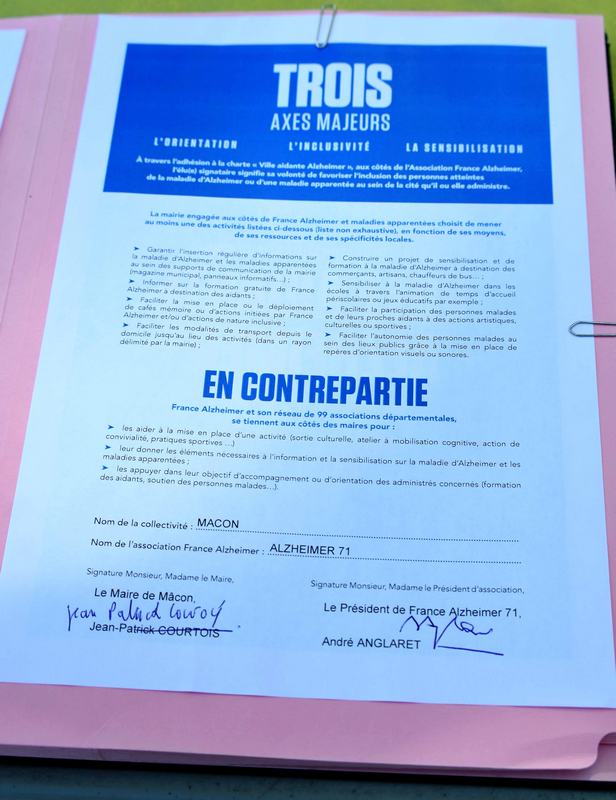 TROIS
AXES MAJEURS
L'ORIENTATION L'INCLUSIVITÉ LA SENSIBILISATION
À travers l'adhésion à la charte « Ville aidante Alzheimer », aux côtés de l'Association France Alzheimer,
l'élu(e) signataire signifie sa volonté de favoriser l'inclusion des personnes atteintes
de la maladie d'Alzheimer ou d'une maladie apparentée au sein de la cité qu'il ou elle administre.
La mairie engagée aux côtés de France Alzheimer et maladies apparentées choisit de mener
au moins une des activités listées ci-dessous (liste non exhaustive), en fonction de ses moyens,
de ses ressources et de ses spécificités locales.
➤ Garantir l'insertion régulière d'informations sur
la maladie d'Alzheimer et les maladies apparentées
au sein des supports de communication de la mairie
(magazine municipal, panneaux informatifs...) ;
➤ Informer sur la formation gratuite de France
Alzheimer à destination des aidants ;
➤ Faciliter la mise en place ou le déploiement
de cafés mémoire ou d'actions initiées par France
Alzheimer et/ou d'actions de nature inclusive ;
➤ Faciliter les modalités de transport depuis le
domicile jusqu'au lieu des activités (dans un rayon
délimité par la mairie) ;
➤ Construire un projet de sensibilisation et de
formation à la maladie d'Alzheimer à destination des
commerçants, artisans, chauffeurs de bus... ;
➤ Sensibiliser à la maladie d'Alzheimer dans les
écoles à travers l'animation de temps d'accueil
périscolaires ou jeux éducatifs par exemple ;
➤ Faciliter la participation des personnes malades
et de leurs proches aidants à des actions artistiques,
culturelles ou sportives ;
➤ Faciliter l'autonomie des personnes malades au
sein des lieux publics grâce à la mise en place de
repères d'orientation visuels ou sonores.
EN CONTREPARTIE
France Alzheimer et son réseau de 99 associations départementales,
se tiennent aux côtés des maires pour :
➤ les aider à la mise en place d'une activité (sortie culturelle, atelier à mobilisation cognitive, action de
convivialité, pratiques sportives ...)
➤ leur donner les éléments nécessaires à l'information et la sensibilisation sur la maladie d'Alzheimer et les
maladies apparentées ;
➤ les appuyer dans leur objectif d'accompagnement ou d'orientation des administrés concernés (formation
des aidants, soutien des personnes malades...).
Nom de la collectivité : MACON
Nom de l'association France Alzheimer : ALZHEIMER 71
Signature Monsieur, Madame le Maire,
Le Maire de Mâcon,
Jean Patrick
Jean-Patrick COURTOIS
Signature Monsieur, Madame le Président d'association,
Le Président de France Alzheimer 71,
André ANGLARET